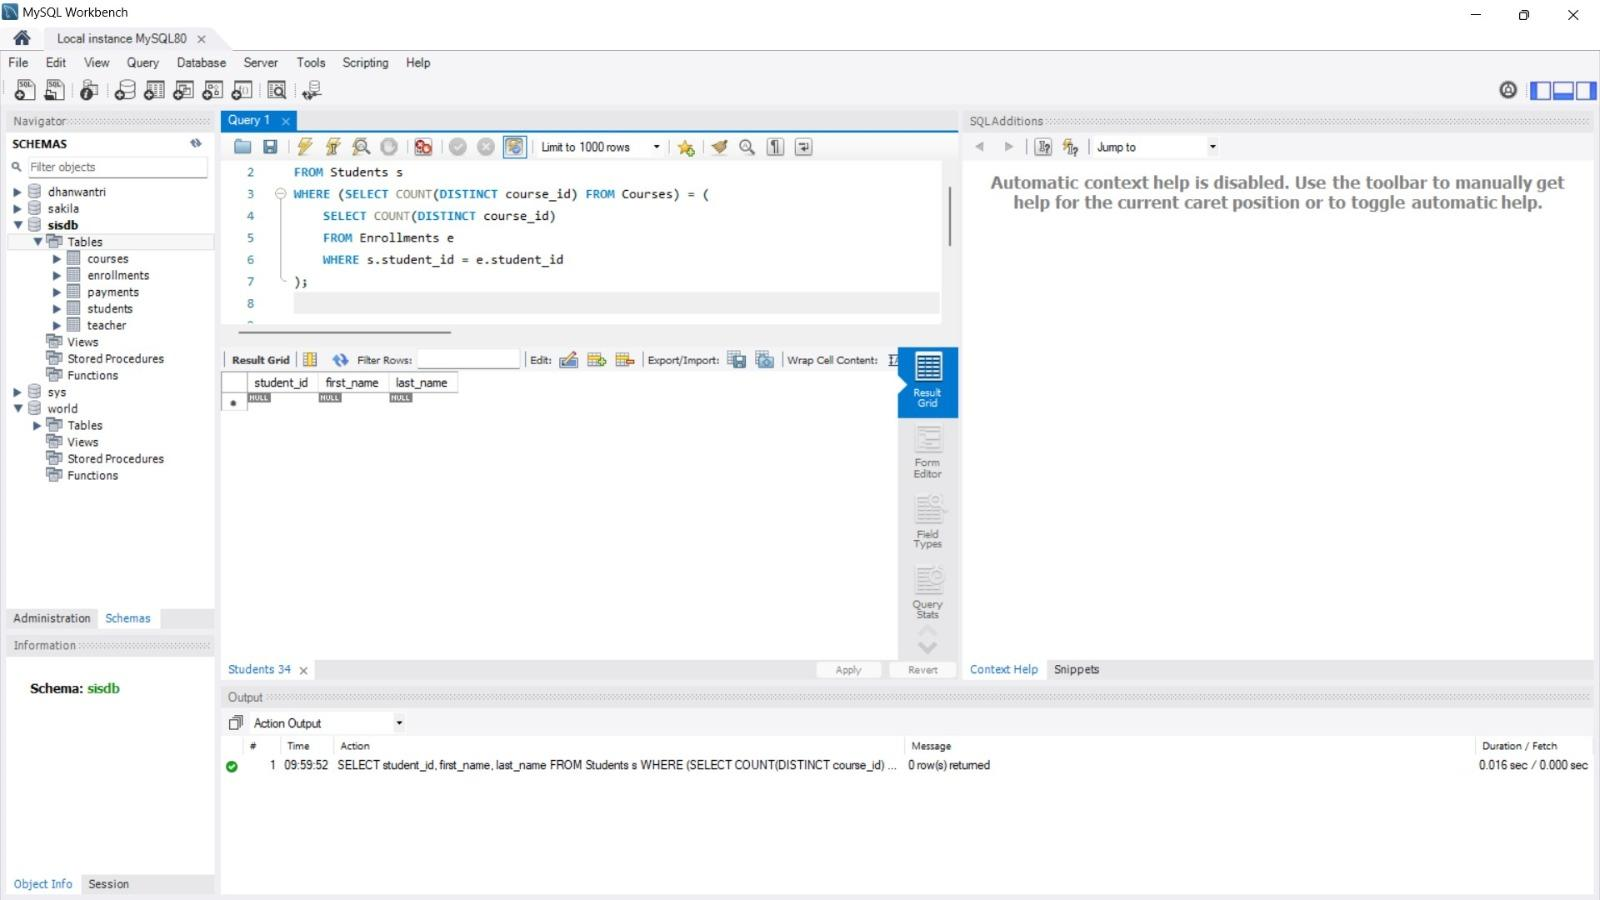 MySQL Workbench
Local instance MySQL80
File Edit View Query Database Server Tools Scripting Help
Navigator
SCHEMAS
Filter objects
dhanwantri
sakila
sisdb
Tables
courses
enrollments
payments
students
teacher
Views
Stored Procedures
Functions
sys
world
Tables
Views
Stored Procedures
Functions
Administration Schemas
Information
Schema: sisdb
Object Info Session
Query 1
Limit to 1000 rows
2 FROM Students s
3 WHERE (SELECT COUNT(DISTINCT course_id) FROM Courses) = (
4 SELECT COUNT(DISTINCT course_id)
5 FROM Enrollments e
6 WHERE s.student_id = e.student_id
7 );
8
Result Grid Filter Rows: Edit: Export/Import: Wrap Cell Content:
student_id first_name last_name
NULL NULL NULL
Result Grid
Form Editor
Field Types
Query Stats
Students 34 Apply Revert
SQLAdditions
Jump to
Automatic context help is disabled. Use the toolbar to manually get
help for the current caret position or to toggle automatic help.
Context Help Snippets
Output
Action Output
# Time Action Message Duration / Fetch
1 09:59:52 SELECT student_id, first_name, last_name FROM Students s WHERE (SELECT COUNT(DISTINCT course_id) ... 0 row(s) returned 0.016 sec / 0.000 sec